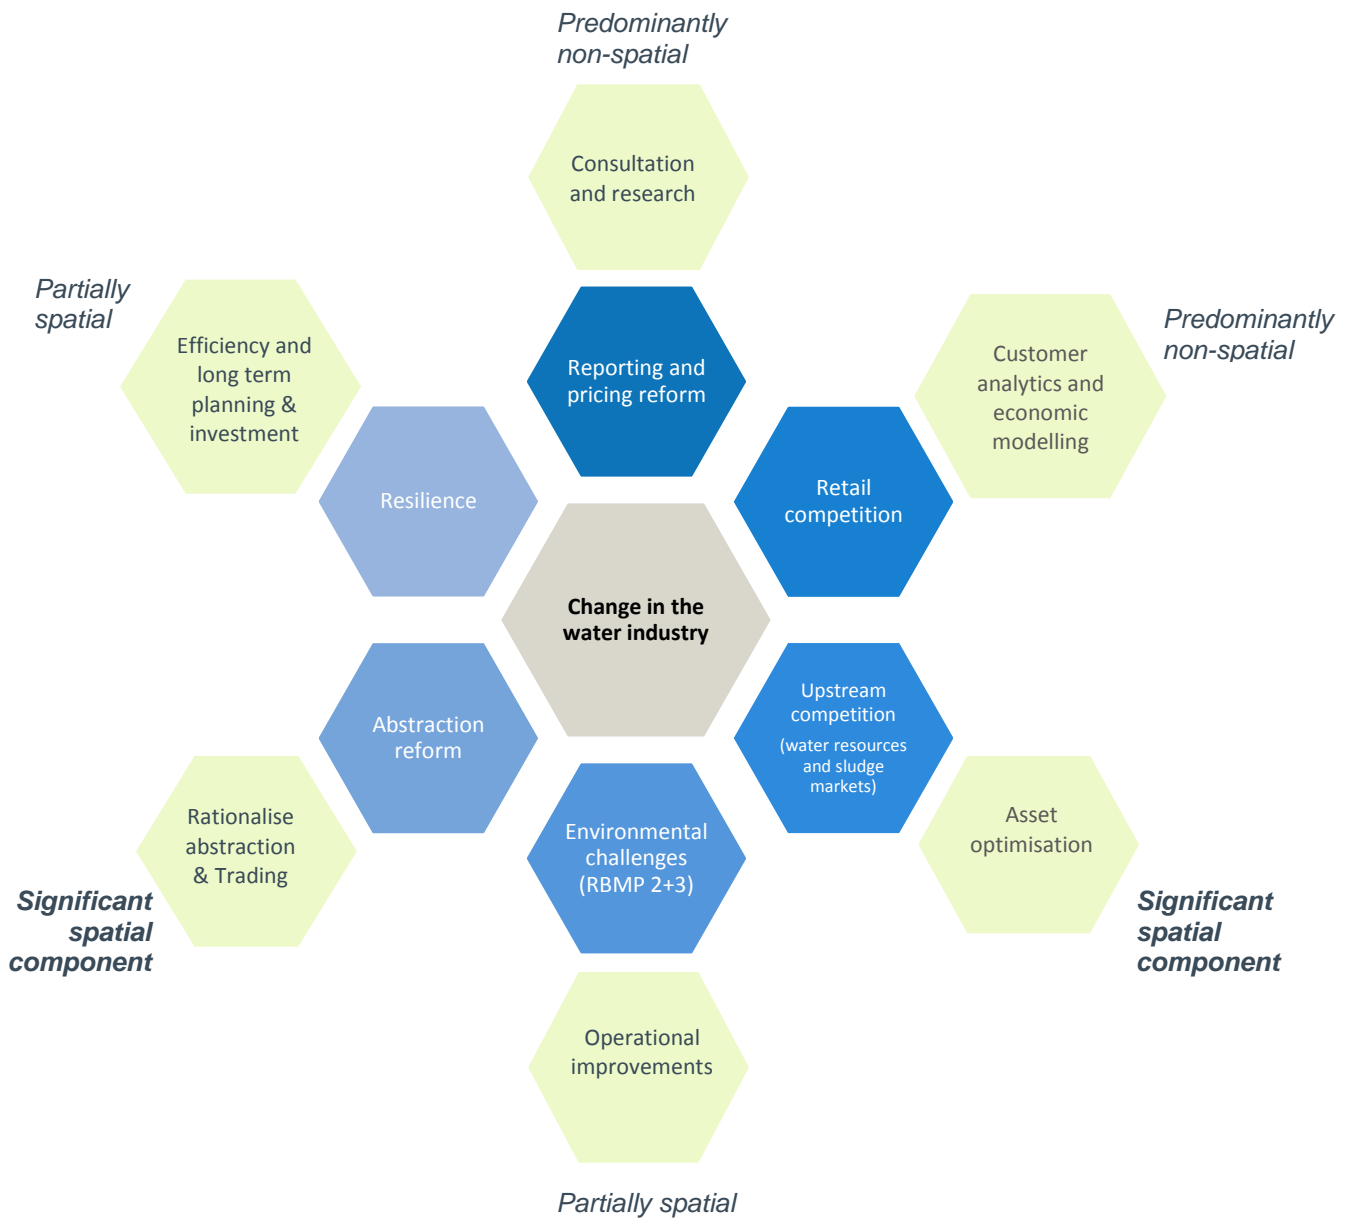 Predominantly
non-spatial
Consultation
and research
Partially
spatial
Efficiency and
long term
planning &
investment
Reporting and
pricing reform
Customer
analytics and
economic
modelling
Predominantly
non-spatial
Resilience
Retail
competition
Change in the
water industry
Abstraction
reform
Upstream
competition
(water resources
and sludge
markets)
Rationalise
abstraction
& Trading
Environmental
challenges
(RBMP 2+3)
Asset
optimisation
Significant
spatial
component
Significant
spatial
component
Operational
improvements
Partially spatial